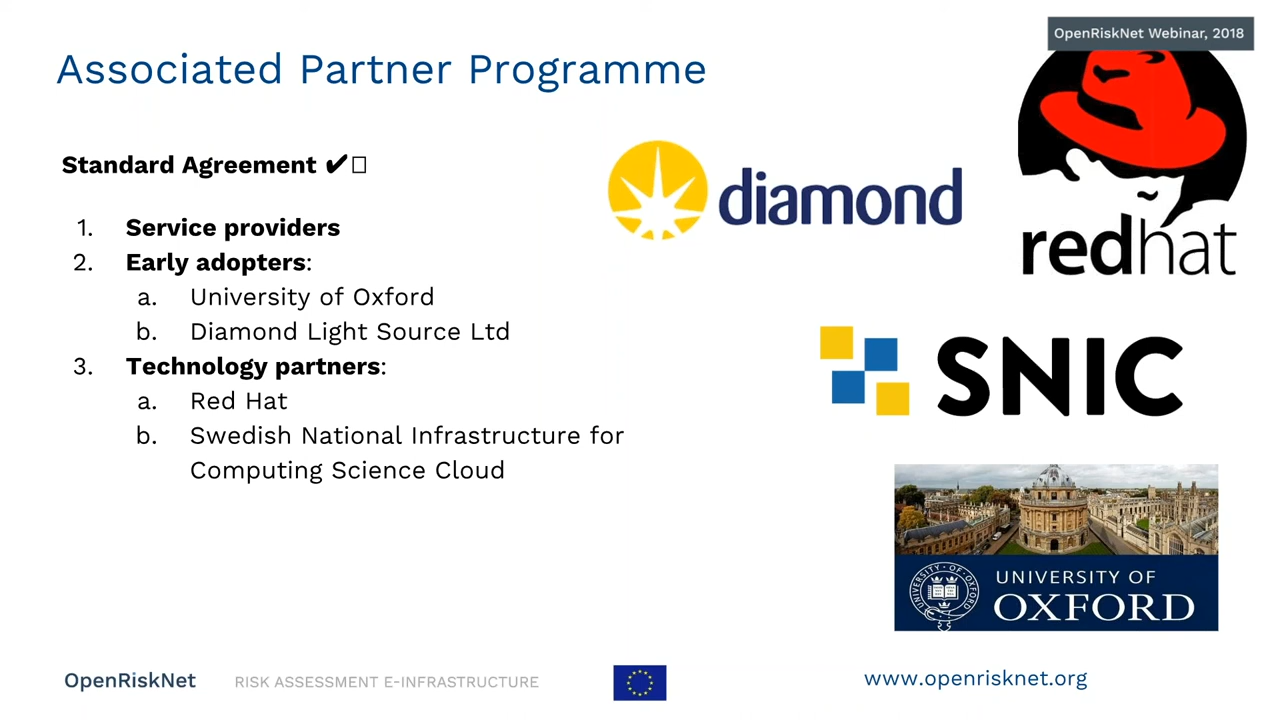 OpenRiskNet Webinar, 2018
Associated Partner Programme
Standard Agreement ✔
1. Service providers
2. Early adopters:
a. University of Oxford
b. Diamond Light Source Ltd
3. Technology partners:
a. Red Hat
b. Swedish National Infrastructure for
Computing Science Cloud
diamond
redhat
SNIC
UNIVERSITY OF
OXFORD
OpenRiskNet
RISK ASSESSMENT E-INFRASTRUCTURE
www.openrisknet.org